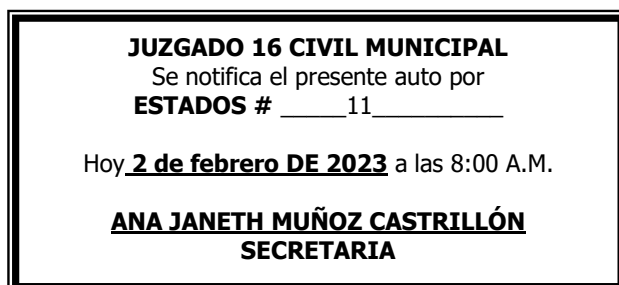 JUZGADO 16 CIVIL MUNICIPAL
Se notifica el presente auto por
ESTADOS # _____11__________
Hoy 2 de febrero DE 2023 a las 8:00 A.M.
ANA JANETH MUÑOZ CASTRILLÓN
SECRETARIA